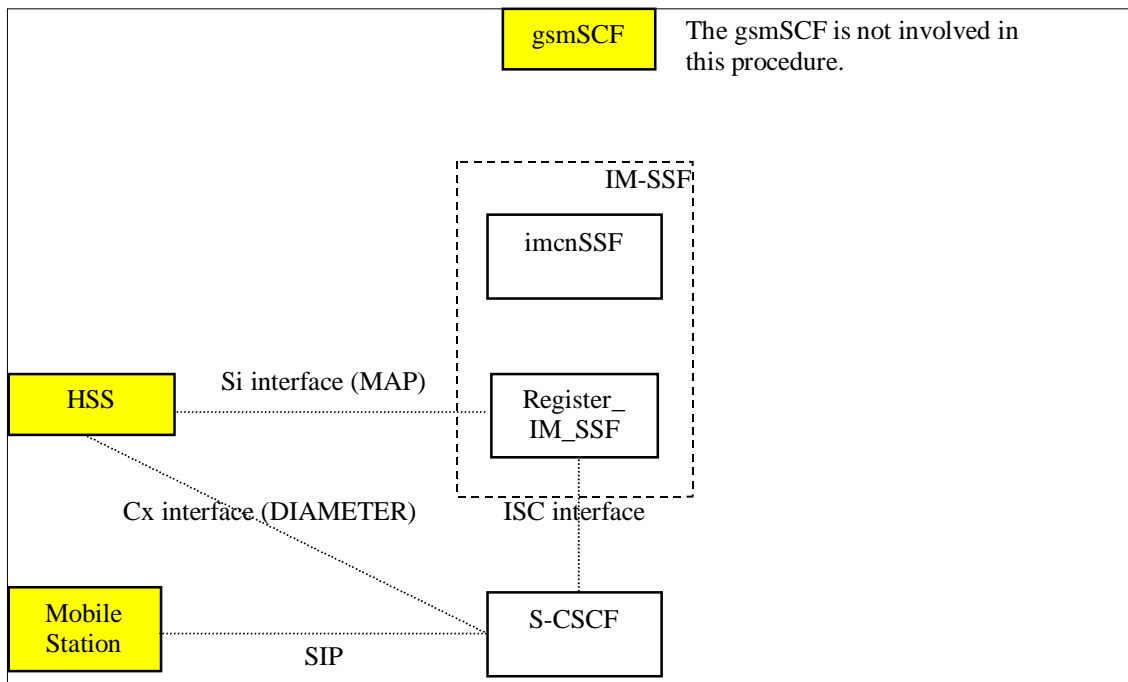 gsmSCF
The gsmSCF is not involved in
this procedure.
IM-SSF
imcnSSF
Si interface (MAP)
HSS
Register_
IM_SSF
Cx interface (DIAMETER)
ISC interface
Mobile
Station
SIP
S-CSCF